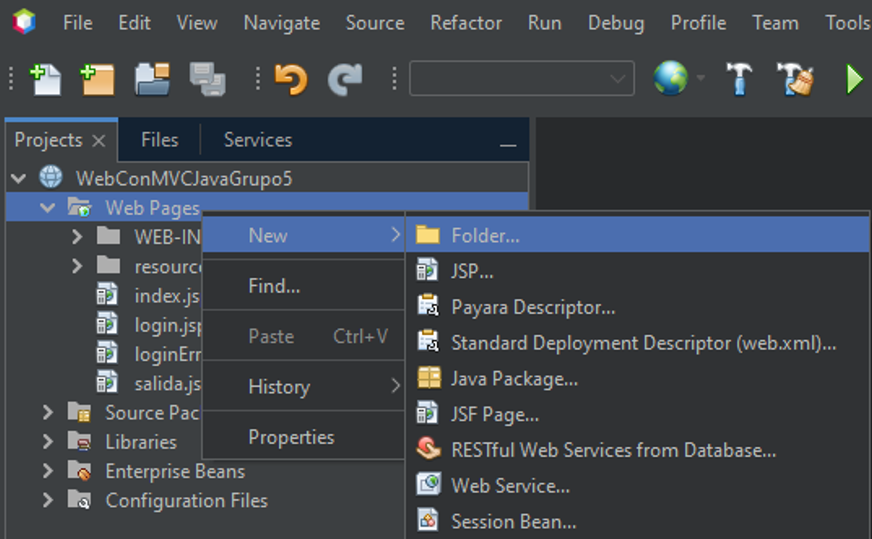 File Edit View Navigate Source Refactor Run Debug Profile Team Tools
Projects Files Services
WebConMVCJavaGrupo5
Web Pages
WEB-IN
resourc
index.js
login.jsp
loginErr
salida.js
Source Pac
Libraries
Enterprise Beans
Configuration Files
New
Find...
Paste Ctrl+V
History
Properties
Folder...
JSP...
Payara Descriptor...
Standard Deployment Descriptor (web.xml)...
Java Package...
JSF Page...
RESTful Web Services from Database...
Web Service...
Session Bean...